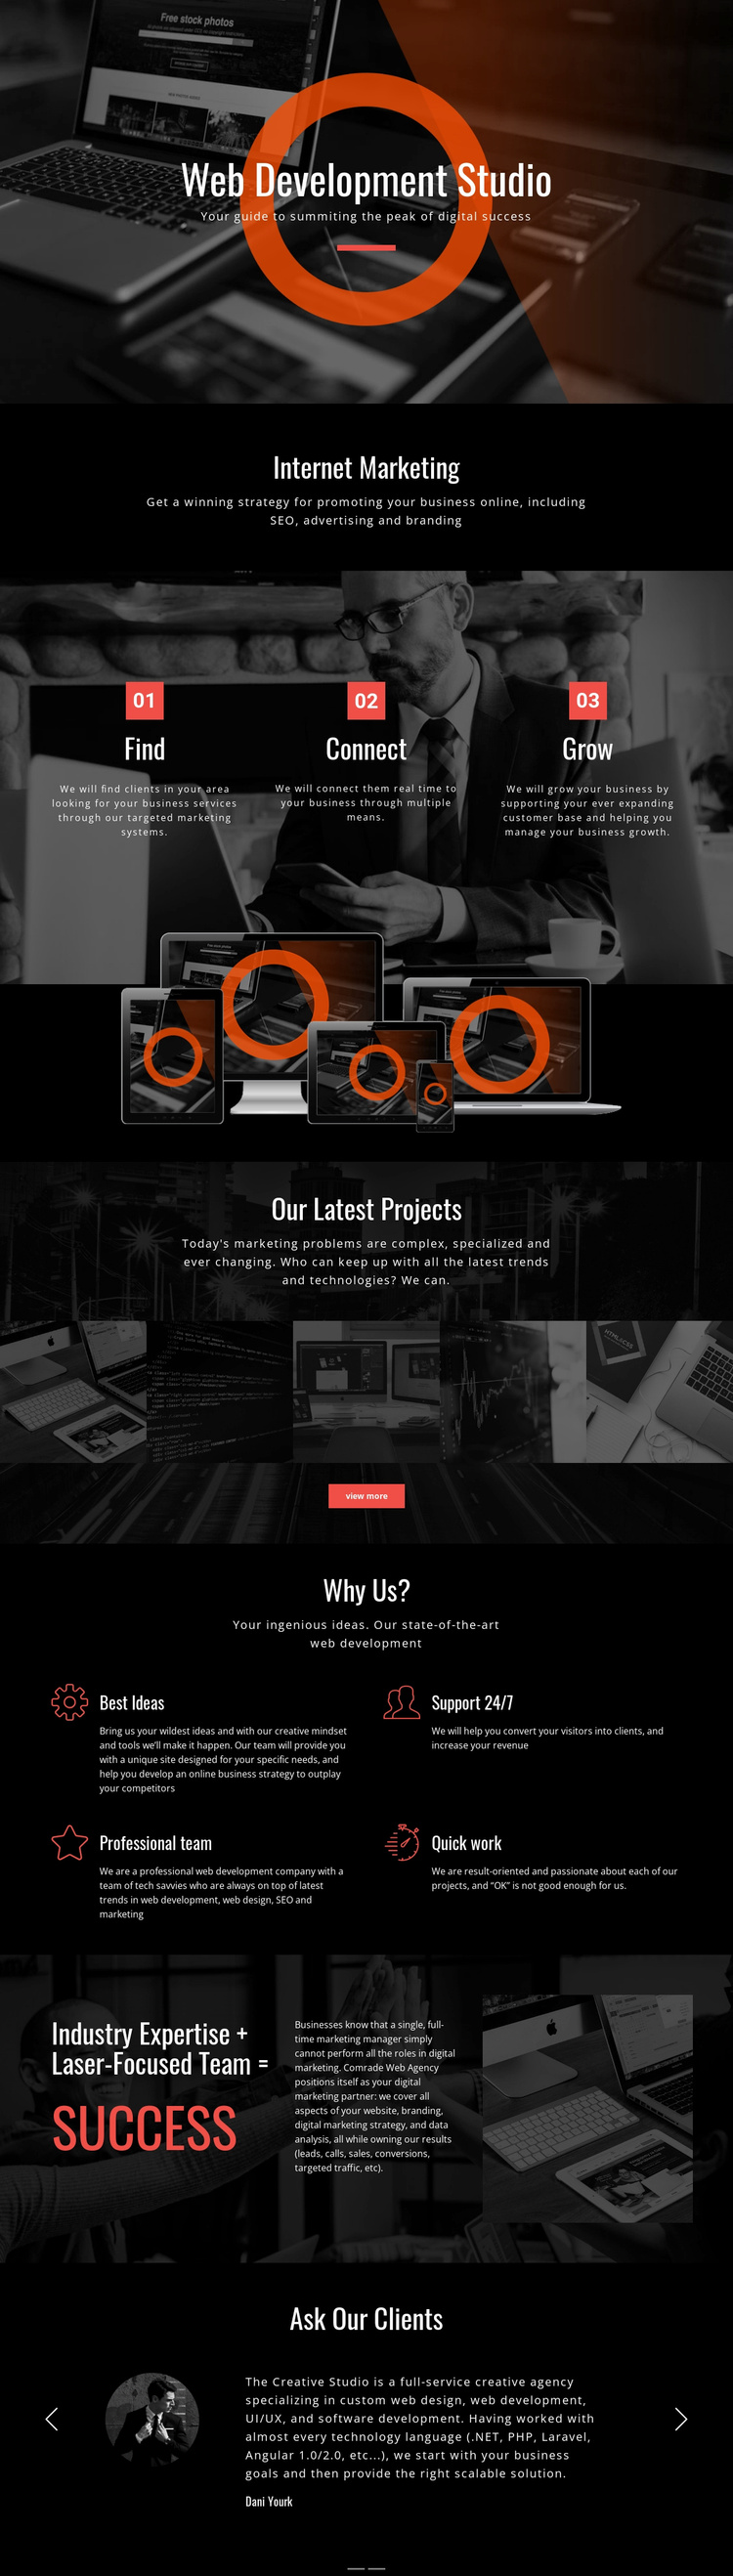 Free stock photos
Web Development Studio
Your guide to summiting the peak of digital success
Internet Marketing
Get a winning strategy for promoting your business online, including
SEO, advertising and branding
01
Find
We will find clients in your area
looking for your business services
through our targeted marketing
systems.
02
Connect
We will connect them real time to
your business through multiple
means.
03
Grow
We will grow your business by
supporting your ever expanding
customer base and helping you
manage your business growth.
Our Latest Projects
Today's marketing problems are complex, specialized and
ever changing. Who can keep up with all the latest trends
and technologies? We can.
view more
Why Us?
Your ingenious ideas. Our state-of-the-art
web development
Best Ideas
Bring us your wildest ideas and with our creative mindset
and tools we'll make it happen. Our team will provide you
with a unique site designed for your specific needs, and
help you develop an online business strategy to outplay
your competitors
Support 24/7
We will help you convert your visitors into clients, and
increase your revenue
Professional team
We are a professional web development company with a
team of tech savvies who are always on top of latest
trends in web development, web design, SEO and
marketing
Quick work
We are result-oriented and passionate about each of our
projects, and “OK” is not good enough for us.
Industry Expertise +
Laser-Focused Team =
SUCCESS
Businesses know that a single, full-
time marketing manager simply
cannot perform all the roles in digital
marketing. Comrade Web Agency
positions itself as your digital
marketing partner: we cover all
aspects of your website, branding,
digital marketing strategy, and data
analysis, all while owning our results
(leads, calls, sales, conversions,
targeted traffic, etc).
Ask Our Clients
The Creative Studio is a full-service creative agency
specializing in custom web design, web development,
UI/UX, and software development. Having worked with
almost every technology language (.NET, PHP, Laravel,
Angular 1.0/2.0, etc...), we start with your business
goals and then provide the right scalable solution.
Dani Yourk